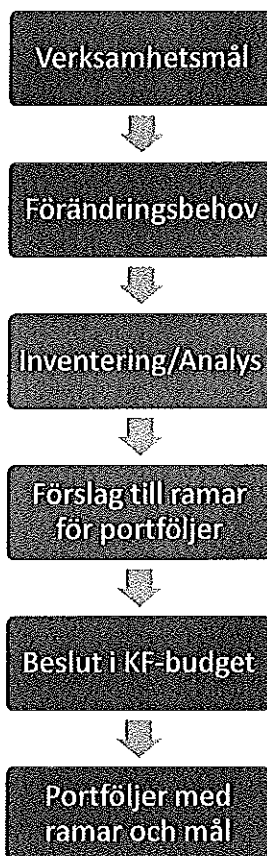 Verksamhetsmål
Förändringsbehov
Inventering/Analys
Förslag till ramar
för portföljer
Beslut i KF-budget
Portföljer med
ramar och mål